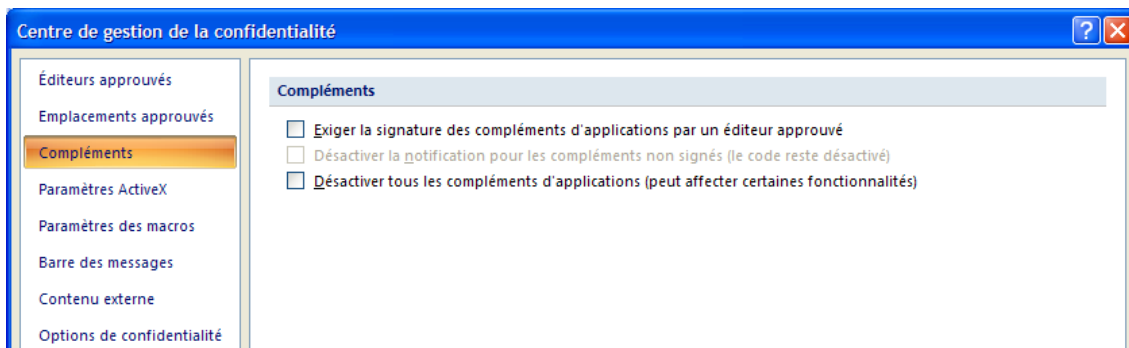 Centre de gestion de la confidentialité
Éditeurs approuvés
Emplacements approuvés
Compléments
Paramètres ActiveX
Paramètres des macros
Barre des messages
Contenu externe
Options de confidentialité
Compléments
Exiger la signature des compléments d'applications par un éditeur approuvé
Désactiver la notification pour les compléments non signés (le code reste désactivé)
Désactiver tous les compléments d'applications (peut affecter certaines fonctionnalités)